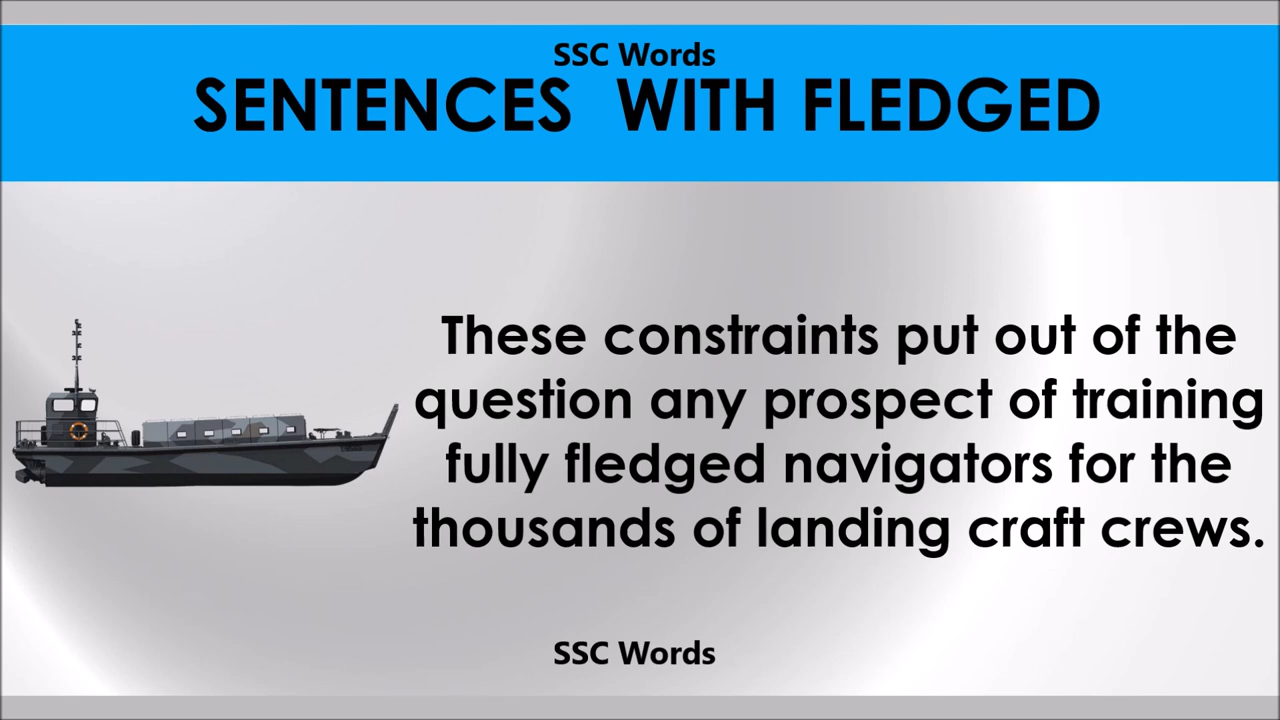 SSC Words
SENTENCES WITH FLEDGED
These constraints put out of the
question any prospect of training
fully fledged navigators for the
thousands of landing craft crews.
SSC Words